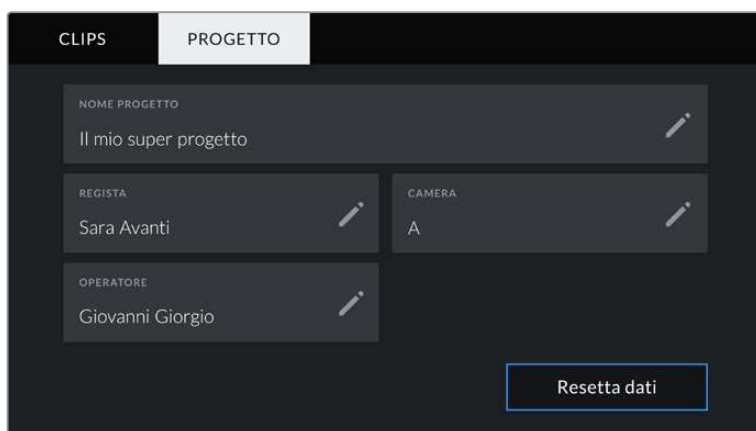 CLIPS PROGETTO
NOME PROGETTO
Il mio super progetto
REGISTA
Sara Avanti
CAMERA
A
OPERATORE
Giovanni Giorgio
Resetta dati